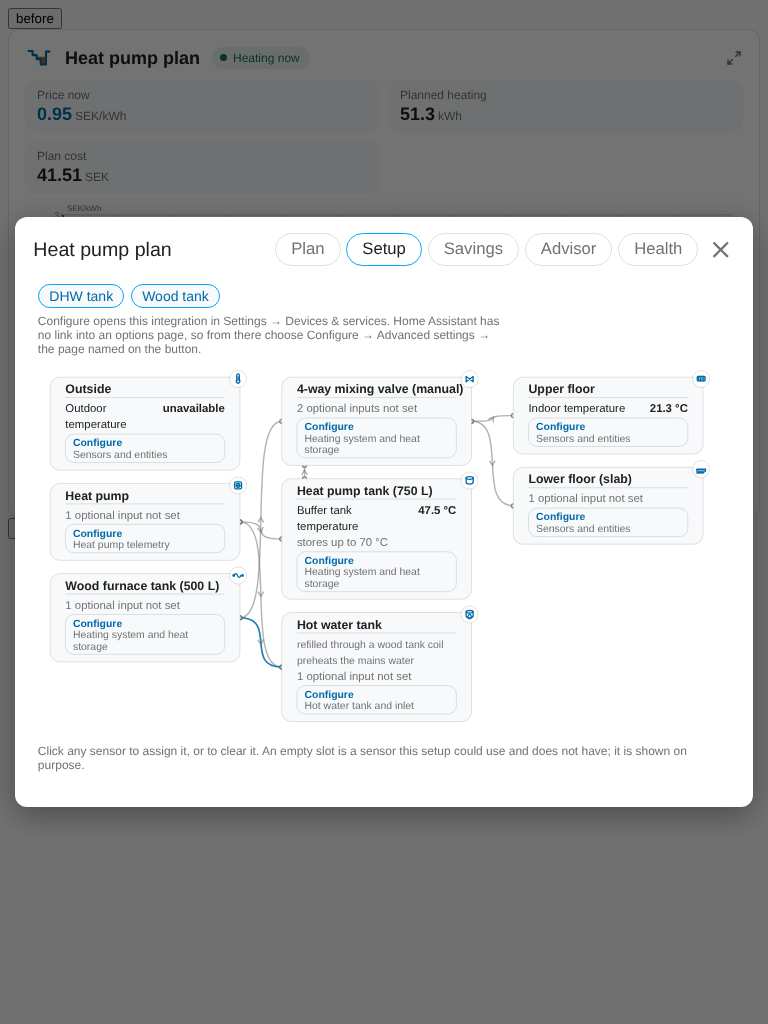 before
Heat pump plan
Heating now
Price now
0.95 SEK/kWh
Planned heating
51.3 kWh
Plan cost
41.51 SEK
SEK/kWh
Heat pump plan
Plan
Setup
Savings
Advisor
Health
DHW tank
Wood tank
Configure opens this integration in Settings → Devices & services. Home Assistant has
no link into an options page, so from there choose Configure → Advanced settings →
the page named on the button.
Outside
Outdoor temperature
unavailable
Configure
Sensors and entities
Heat pump
1 optional input not set
Configure
Heat pump telemetry
Wood furnace tank (500 L)
1 optional input not set
Configure
Heating system and heat
storage
4-way mixing valve (manual)
2 optional inputs not set
Configure
Heating system and heat
storage
Heat pump tank (750 L)
Buffer tank temperature
47.5 °C
stores up to 70 °C
Configure
Heating system and heat
storage
Hot water tank
refilled through a wood tank coil
preheats the mains water
1 optional input not set
Configure
Hot water tank and inlet
Upper floor
Indoor temperature
21.3 °C
Configure
Sensors and entities
Lower floor (slab)
1 optional input not set
Configure
Sensors and entities
Click any sensor to assign it, or to clear it. An empty slot is a sensor this setup could use and does not have; it is shown on
purpose.